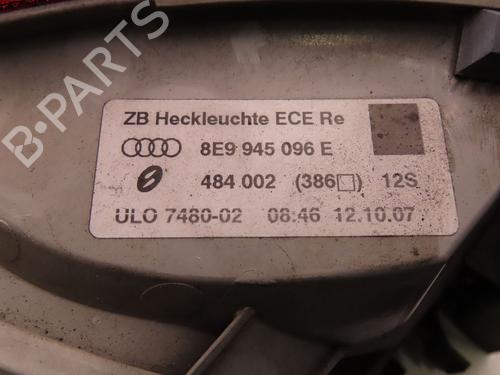 ZB Heckleuchte ECE Re
8E9 945 096 E
484 002 (386□) 12S
ULO 7480-02 08:46 12.10.07
B-PARTS